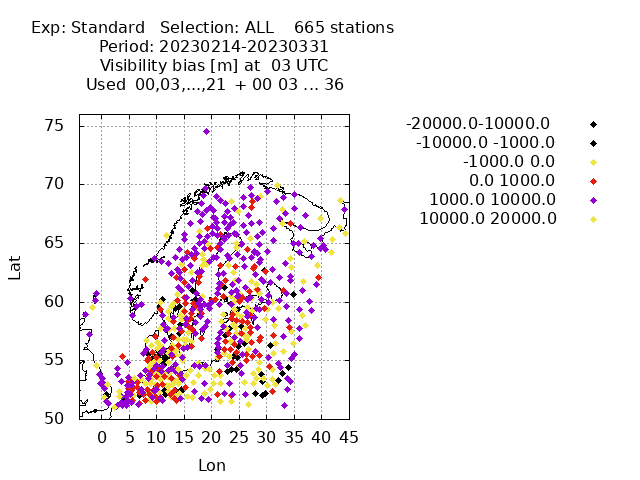 Exp: Standard   Selection: ALL    665 stations
Period: 20230214-20230331
Visibility bias [m] at  03 UTC
Used  00,03,...,21  + 00 03 ... 36
-20000.0-10000.0
-10000.0 -1000.0
-1000.0 0.0
0.0 1000.0
1000.0 10000.0
10000.0 20000.0
75
70
65
60
55
50
Lat
0 5 10 15 20 25 30 35 40 45
Lon